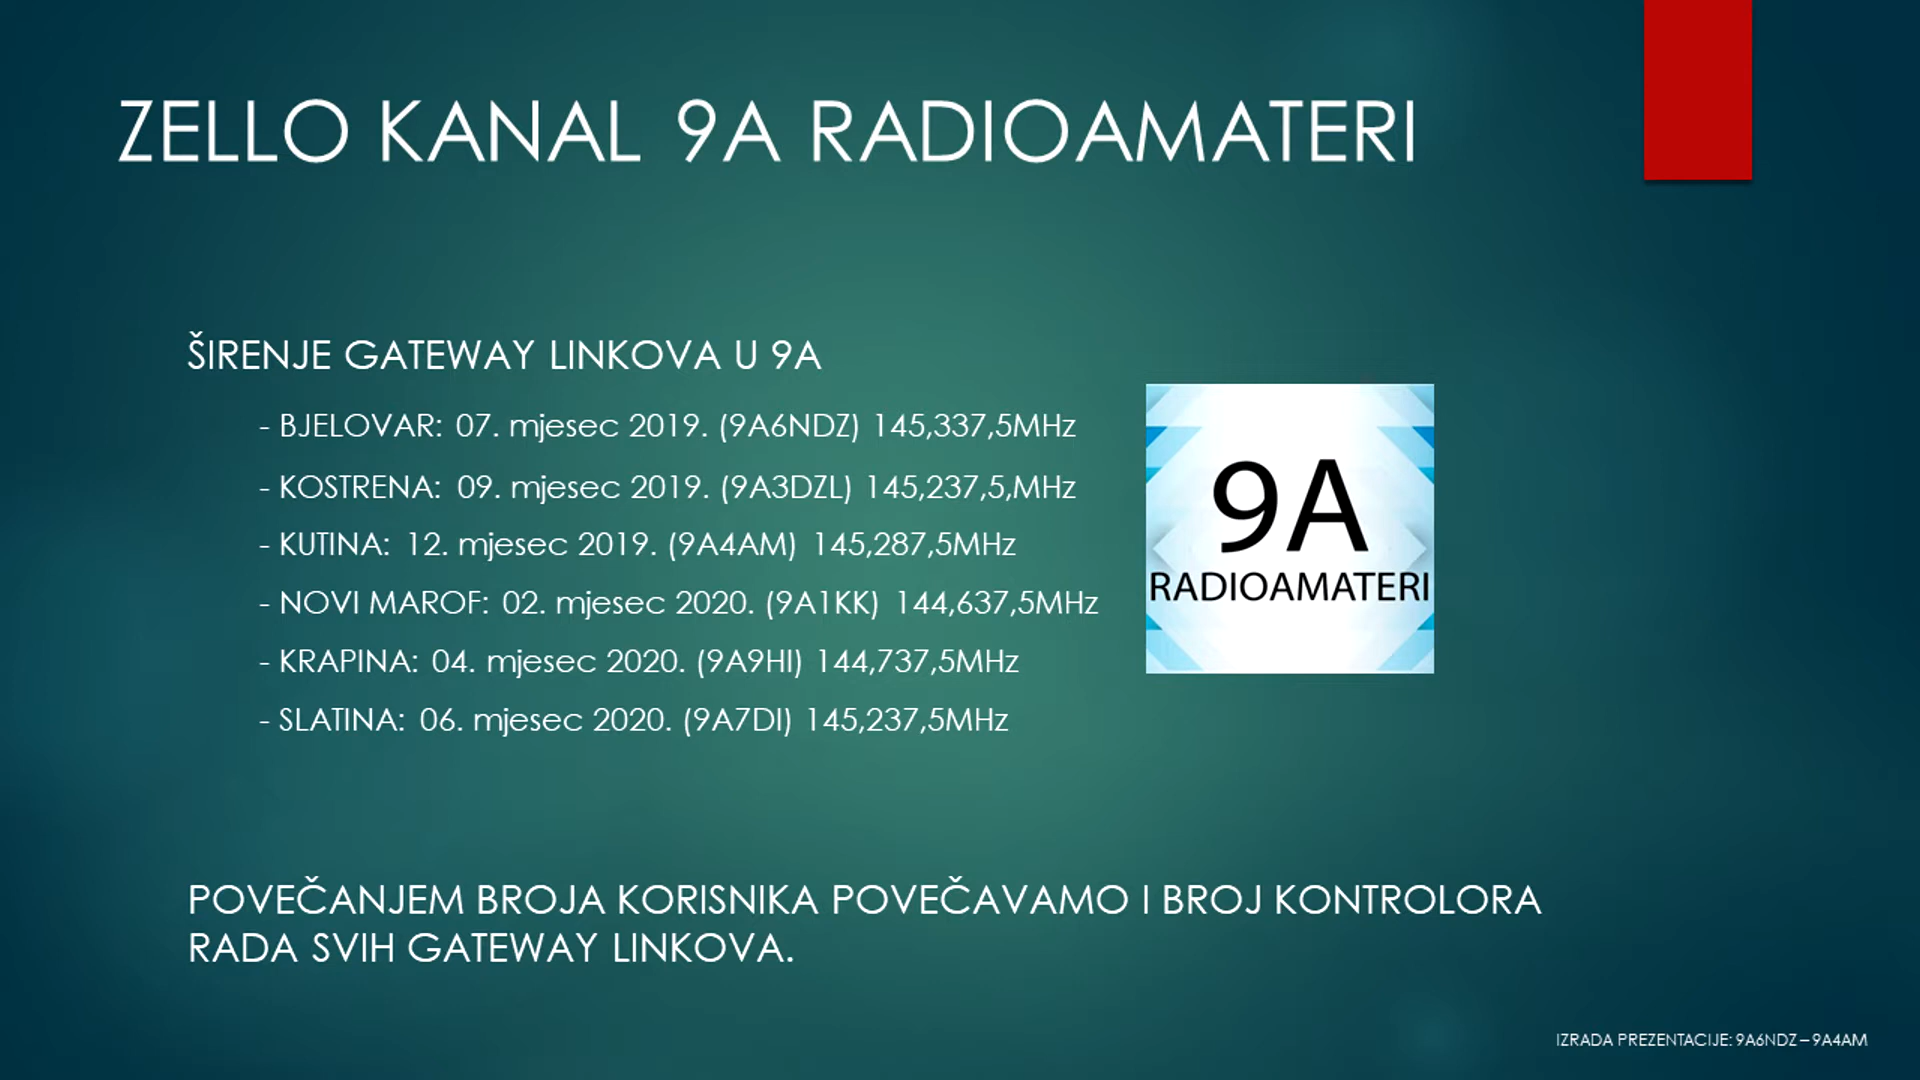 ZELLO KANAL 9A RADIOAMATERI
ŠIRENJE GATEWAY LINKOVA U 9A
- BJELOVAR: 07. mjesec 2019. (9A6NDZ) 145,337,5MHz
- KOSTRENA: 09. mjesec 2019. (9A3DZL) 145,237,5,MHz
- KUTINA: 12. mjesec 2019. (9A4AM) 145,287,5MHz
- NOVI MAROF: 02. mjesec 2020. (9A1KK) 144,637,5MHz
- KRAPINA: 04. mjesec 2020. (9A9HI) 144,737,5MHz
- SLATINA: 06. mjesec 2020. (9A7DI) 145,237,5MHz
9A
RADIOAMATERI
POVEČANJEM BROJA KORISNIKA POVEČAVAMO I BROJ KONTROLORA
RADA SVIH GATEWAY LINKOVA.
IZRADA PREZENTACIJE: 9A6NDZ – 9A4AM